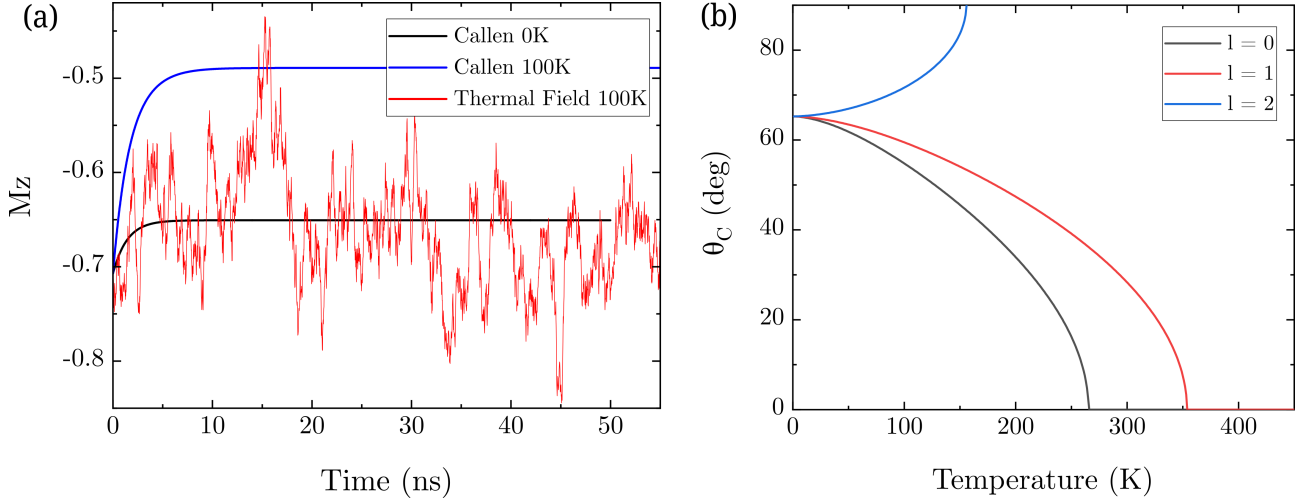 (a)
Callen 0K
Callen 100K
Thermal Field 100K
-0.5
-0.6
-0.7
-0.8
Mz
0 10 20 30 40 50
Time (ns)
(b)
l = 0
l = 1
l = 2
80
60
40
20
0
θC (deg)
0 100 200 300 400
Temperature (K)